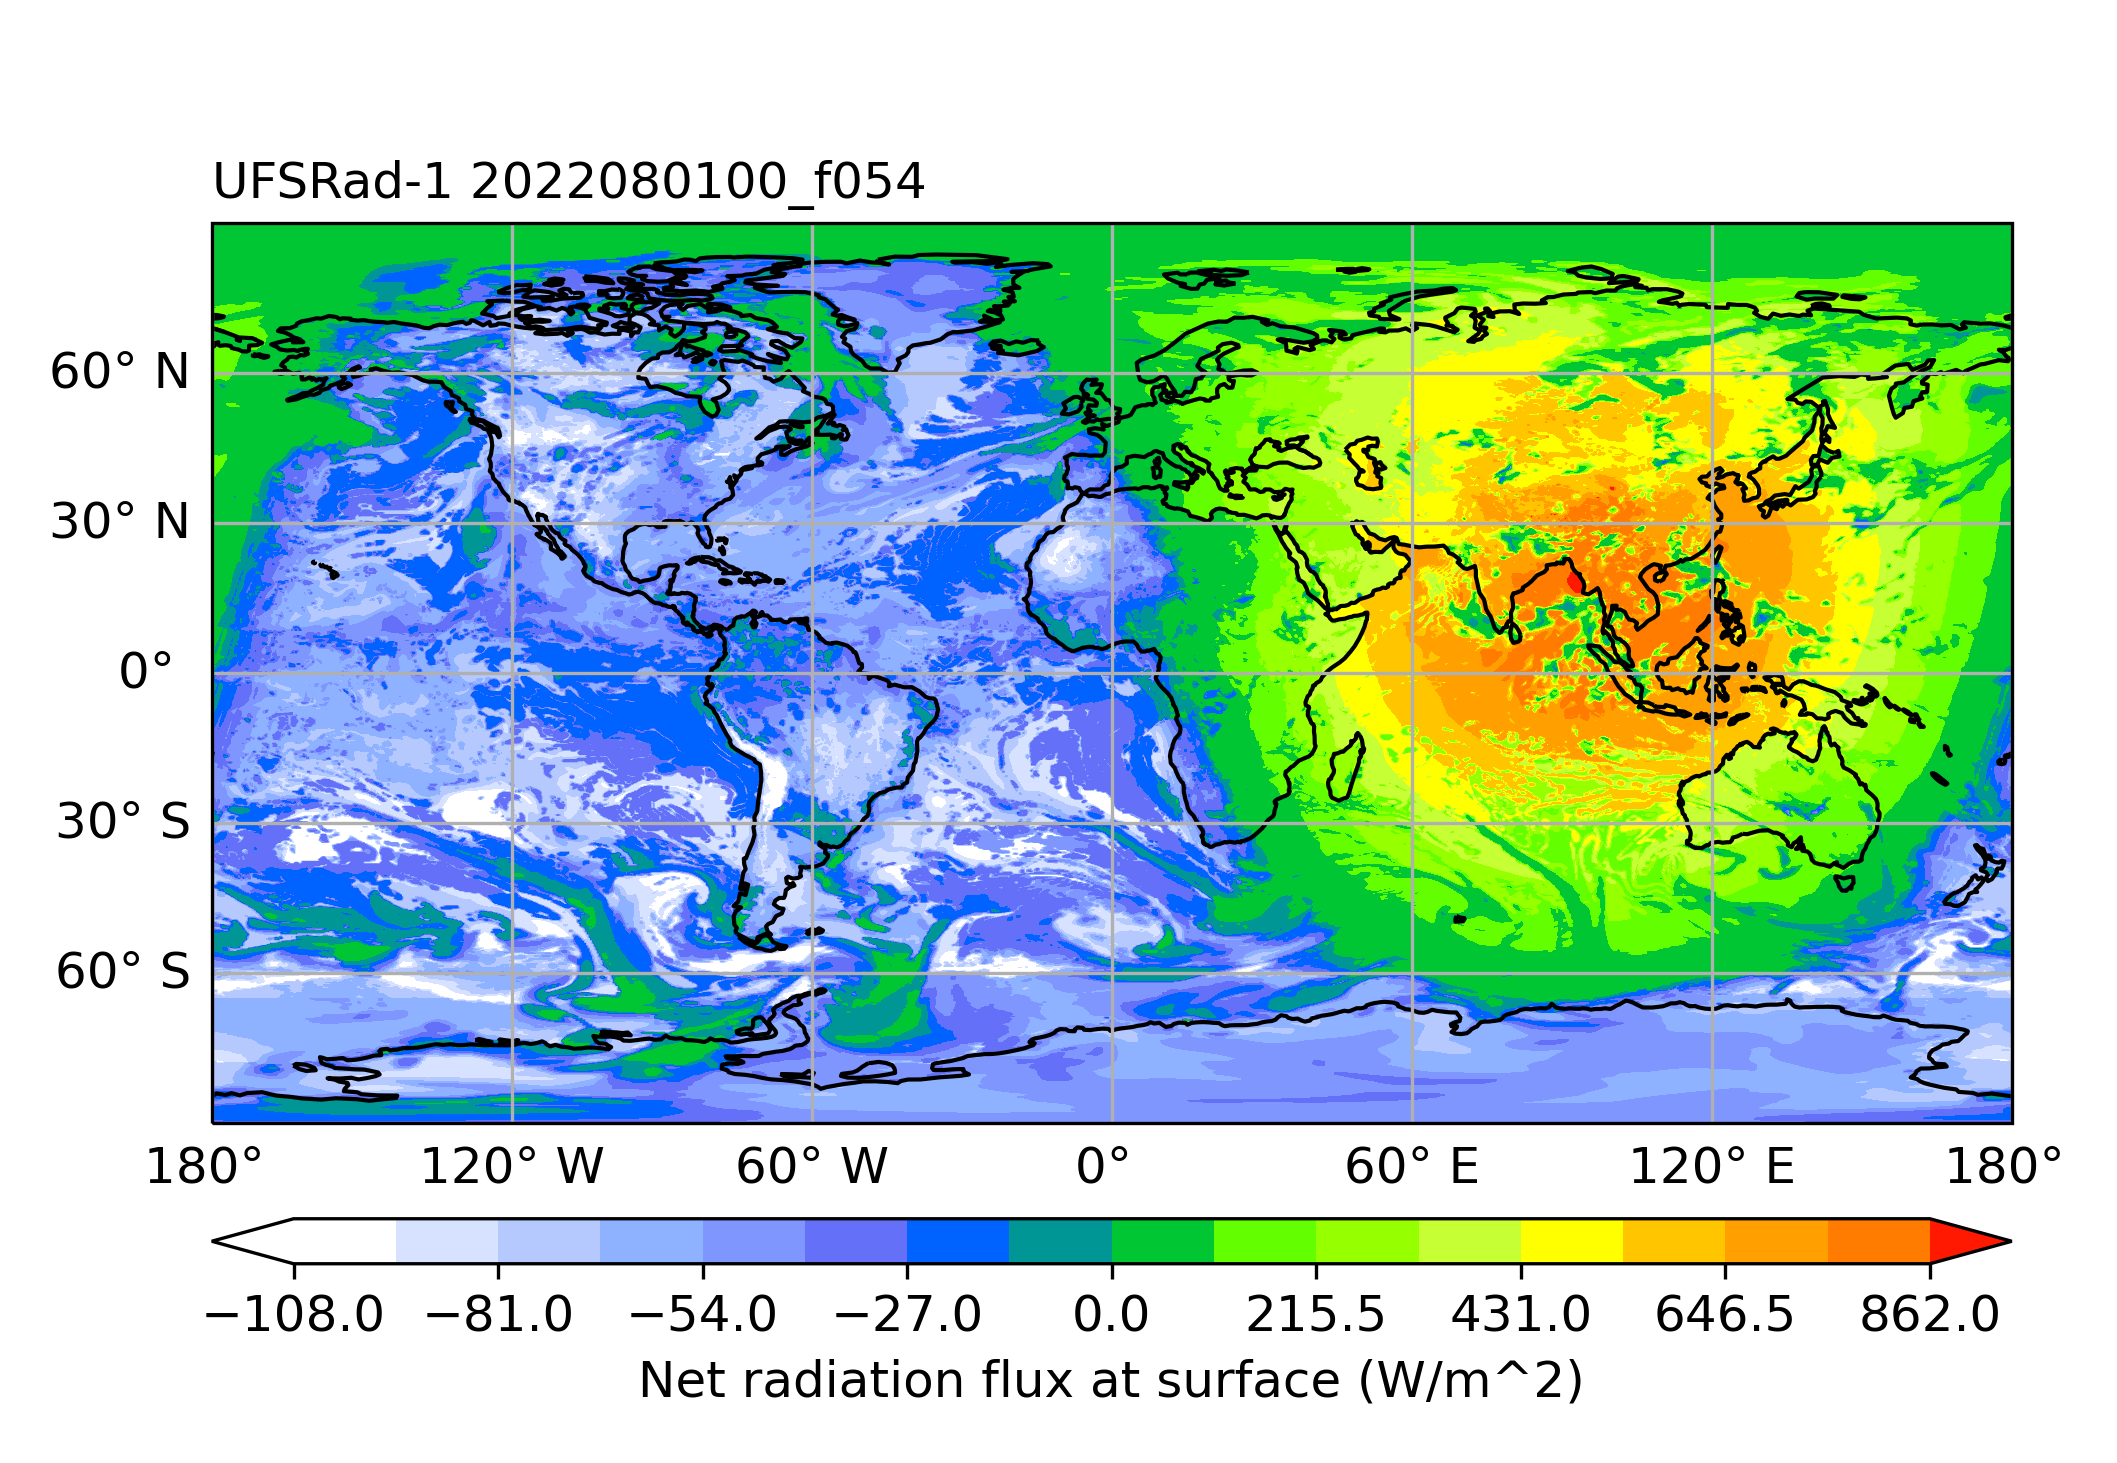 UFSRad-1 2022080100_f054
60° N
30° N
0°
30° S
60° S
180° 120° W 60° W 0° 60° E 120° E 180°
−108.0 −81.0 −54.0 −27.0 0.0 215.5 431.0 646.5 862.0
Net radiation flux at surface (W/m^2)